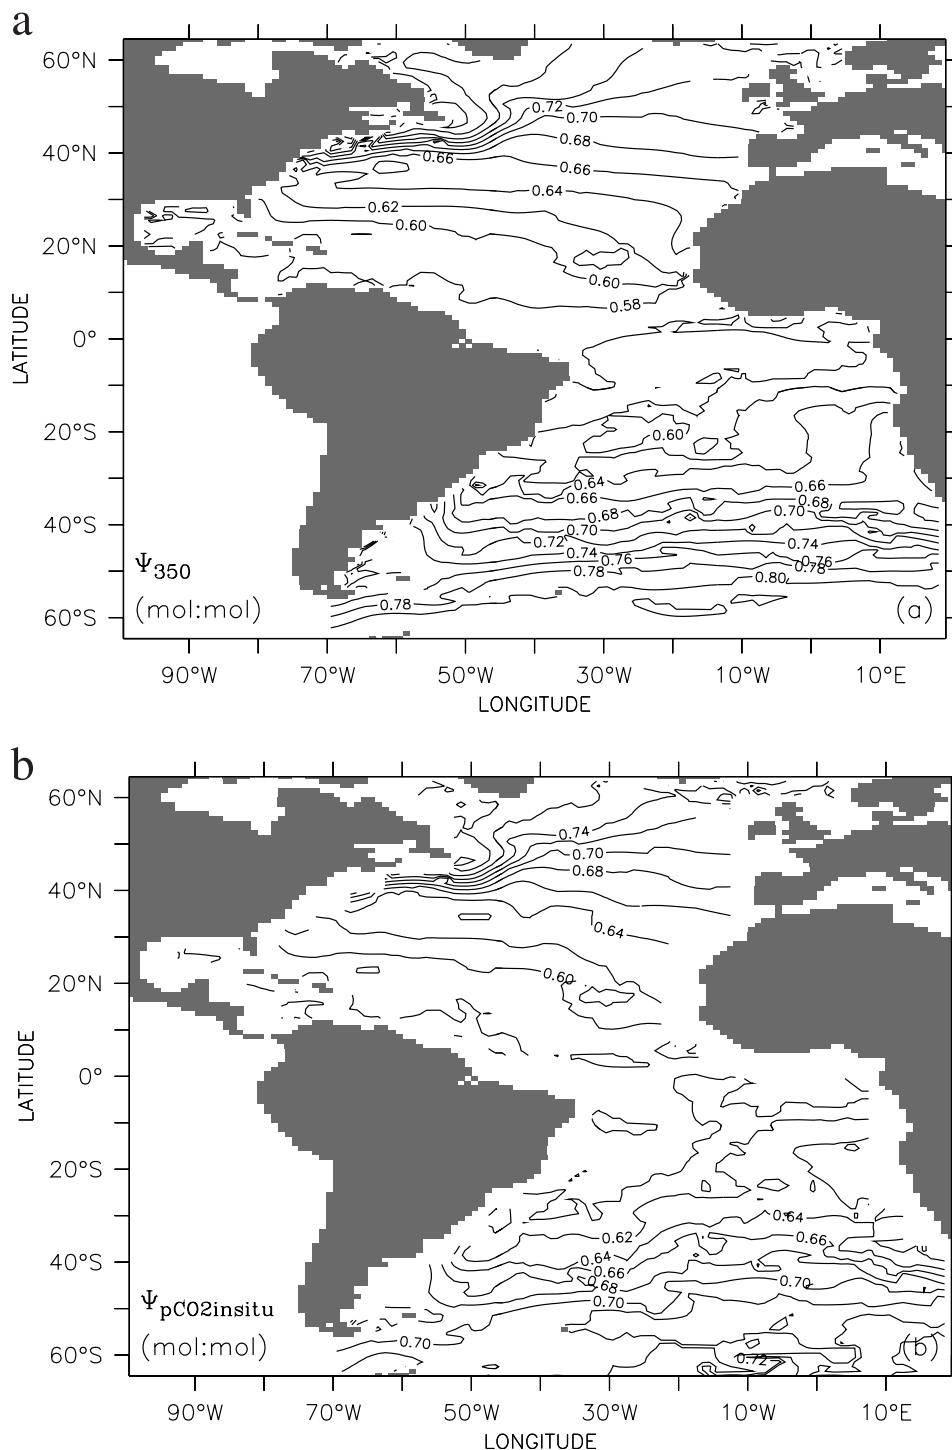 a
60°N
0.72
0.70
0.68
40°N
0.66
0.66
0.64
0.62
0.60
20°N
0.60
0.58
LATITUDE
0°
20°S
0.60
0.64
0.66
0.66
0.68
0.68
0.70
40°S
0.70
0.72
0.74
0.74
0.76
0.76
0.78
0.78
0.80
Ψ350
0.78
(mol:mol)
(a)
60°S
90°W 70°W 50°W 30°W 10°W 10°E
LONGITUDE
b
60°N
0.74
0.70
0.68
40°N
0.64
20°N
0.60
LATITUDE
0°
20°S
0.64
0.62
0.66
0.64
40°S
0.66
0.68
0.70
0.70
ΨpCO2insitu
0.70
(mol:mol)
(b)
0.72
60°S
90°W 70°W 50°W 30°W 10°W 10°E
LONGITUDE